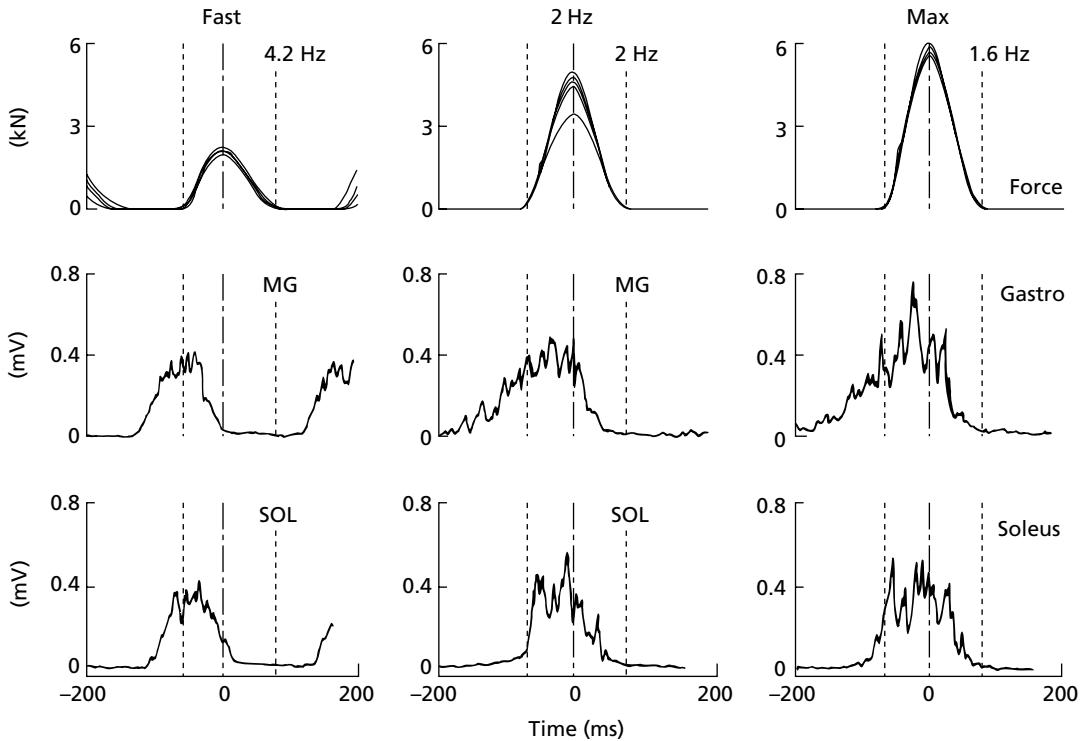 Fast 2 Hz Max
6 4.2 Hz 6 2 Hz 6 1.6 Hz
(kN) 3 3 3
Force
0 0 0
0.8 MG 0.8 MG 0.8 Gastro
(mV) 0.4 0.4 0.4
0 0 0
0.8 SOL 0.8 SOL 0.8 Soleus
(mV) 0.4 0.4 0.4
0 0 0
–200 0 200 –200 0 200 –200 0 200
Time (ms)